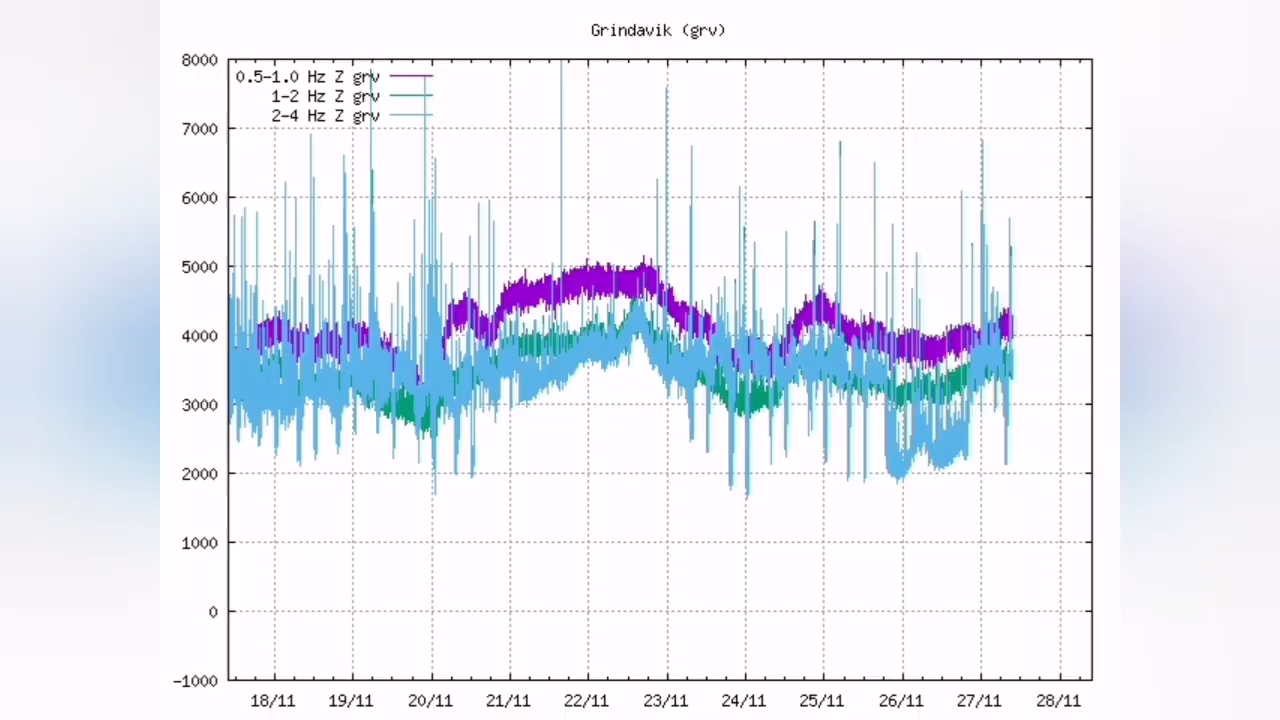 Grindavik (grv)
8000
0.5-1.0 Hz Z grv
1-2 Hz Z grv
2-4 Hz Z grv
7000
6000
5000
4000
3000
2000
1000
0
-1000
18/11 19/11 20/11 21/11 22/11 23/11 24/11 25/11 26/11 27/11 28/11